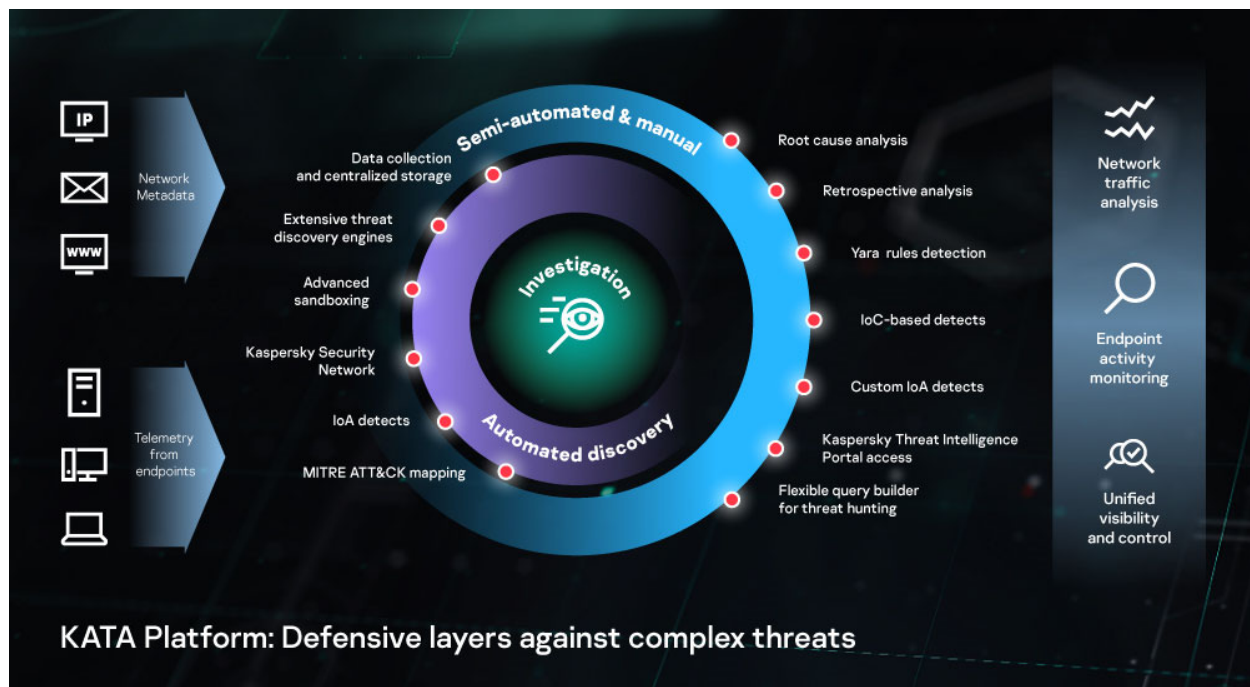 IP
www
Network
Metadata
Telemetry
from
endpoints
Semi-automated & manual
Data collection
and centralized storage
Extensive threat
discovery engines
Advanced
sandboxing
Kaspersky Security
Network
IoA detects
MITRE ATT&CK mapping
Investigation
Automated discovery
Root cause analysis
Retrospective analysis
Yara rules detection
IoC-based detects
Custom IoA detects
Kaspersky Threat Intelligence
Portal access
Flexible query builder
for threat hunting
Network
traffic
analysis
Endpoint
activity
monitoring
Unified
visibility
and control
KATA Platform: Defensive layers against complex threats